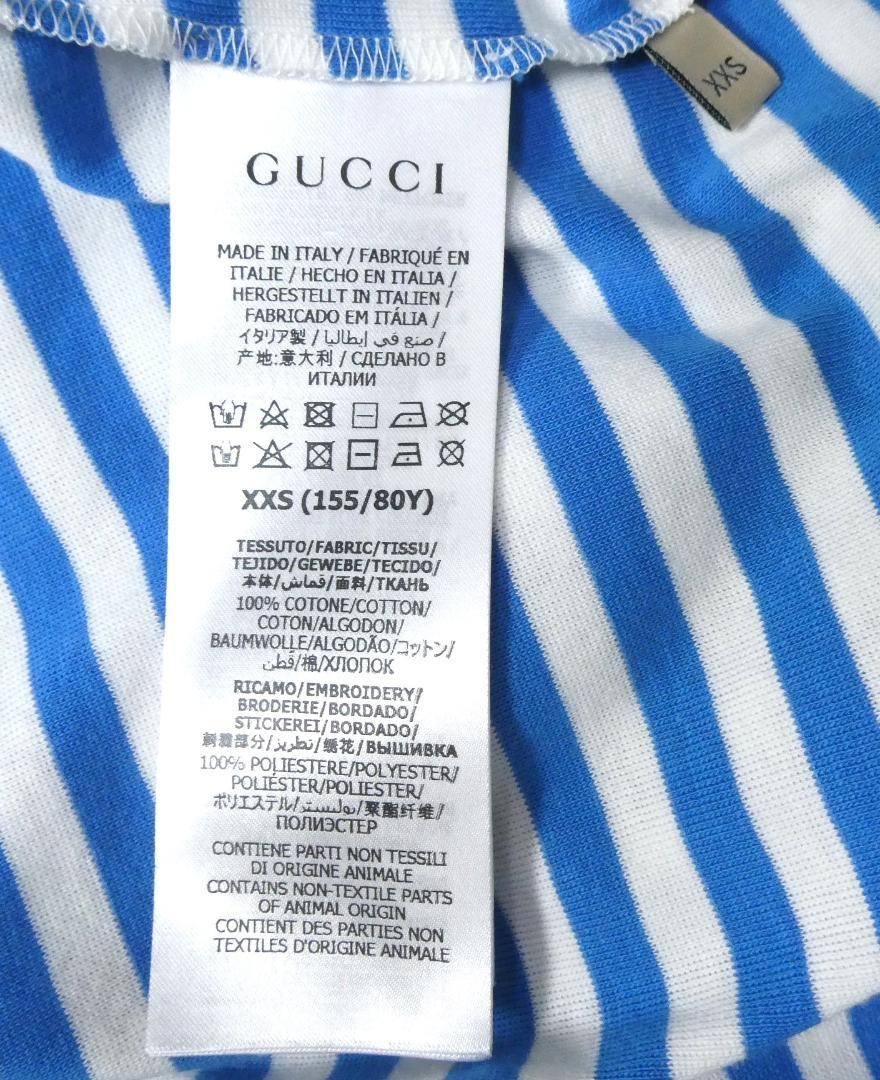 XXS
GUCCI
MADE IN ITALY / FABRIQUÉ EN
ITALIE / HECHO EN ITALIA /
HERGESTELLT IN ITALIEN /
FABRICADO EM ITÁLIA /
イタリア製 / صنع في إيطاليا /
产地:意大利 / СДЕЛАНО В
ИТАЛИИ
XXS (155/80Y)
TESSUTO/FABRIC/TISSU/
TEJIDO/GEWEBE/TECIDO/
本体/قماش/面料/ТКАНЬ
100% COTONE/COTTON/
COTON/ALGODON/
BAUMWOLLE/ALGODÃO/コットン/
قطن/棉/ХЛОПОК
RICAMO/EMBROIDERY/
BRODERIE/BORDADO/
STICKEREI/BORDADO/
刺繍部分/تطريز/绣花/ВЫШИВКА
100% POLIESTERE/POLYESTER/
POLIÉSTER/POLIESTER/
ポリエステル/بوليستر/聚酯纤维/
ПОЛИЭСТЕР
CONTIENE PARTI NON TESSILI
DI ORIGINE ANIMALE
CONTAINS NON-TEXTILE PARTS
OF ANIMAL ORIGIN
CONTIENT DES PARTIES NON
TEXTILES D'ORIGINE ANIMALE